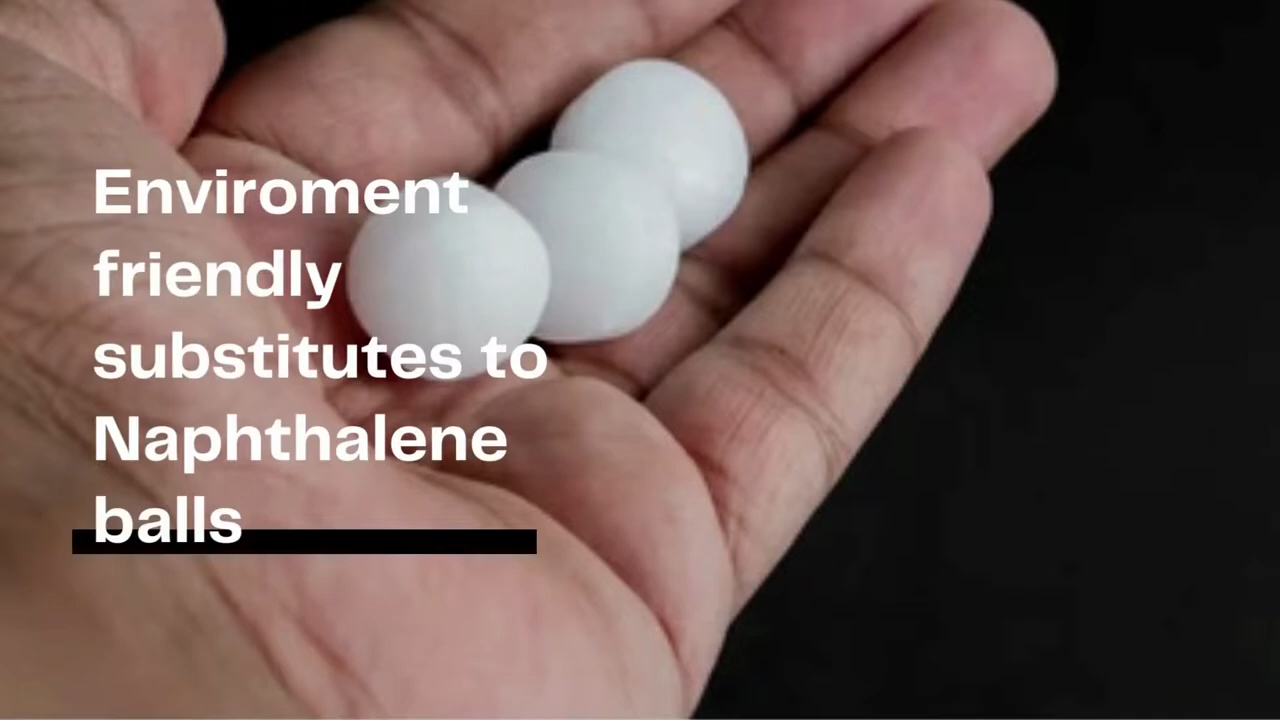 Enviroment
friendly
substitutes to
Naphthalene
balls